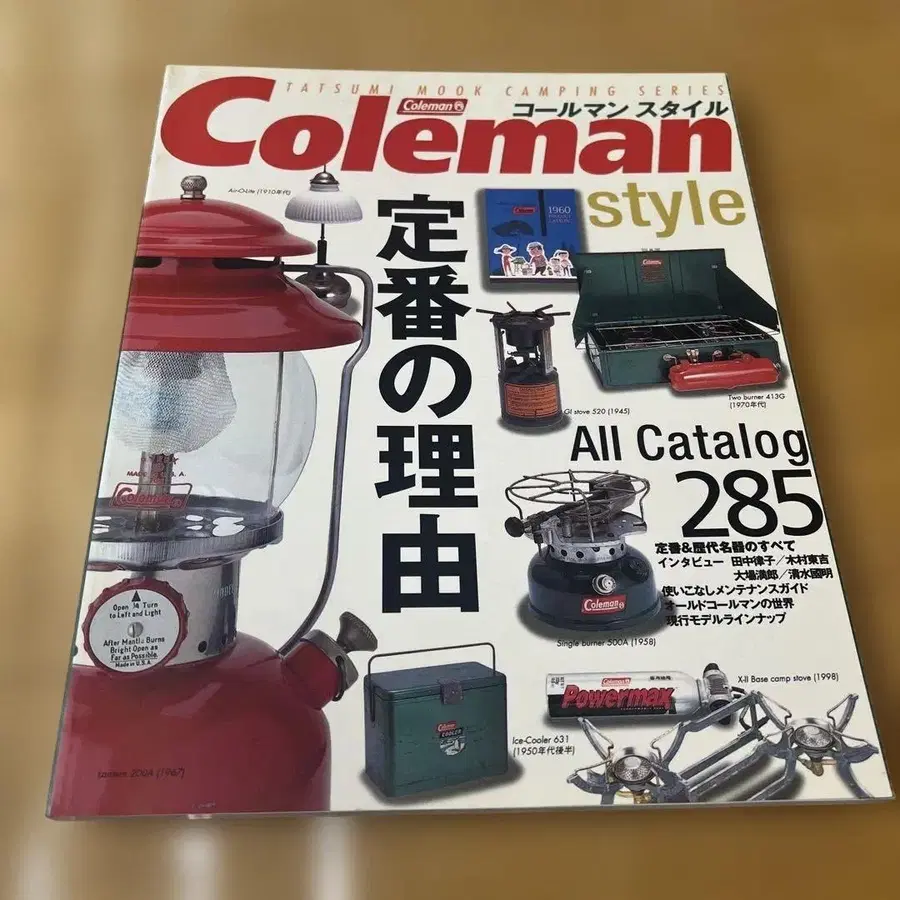 TATSUMI MOOK CAMPING SERIES
Coleman
Coleman
コールマン スタイル
style
Air-O-Lite (1910年代)
定番の理由
1960
Coleman
Two burner 413G
(1970年代)
GI stove 520 (1945)
All Catalog
285
定番&歴代名器のすべて
インタビュー 田中律子／木村東吉
大場満郎／清水國明
使いこなしメンテナンスガイド
オールドコールマンの世界
現行モデルラインナップ
MADE IN U.S.A.
Coleman
Open ¼ Turn
to Left and Light
After Mantle Burns
Bright Open as
Far as Possible.
Made in U.S.A.
Coleman
Single burner 500A (1958)
Coleman
COOLER
Ice-Cooler 631
(1950年代後半)
Coleman
Powermax
X-II Base camp stove (1998)
Lantern 200A (1967)